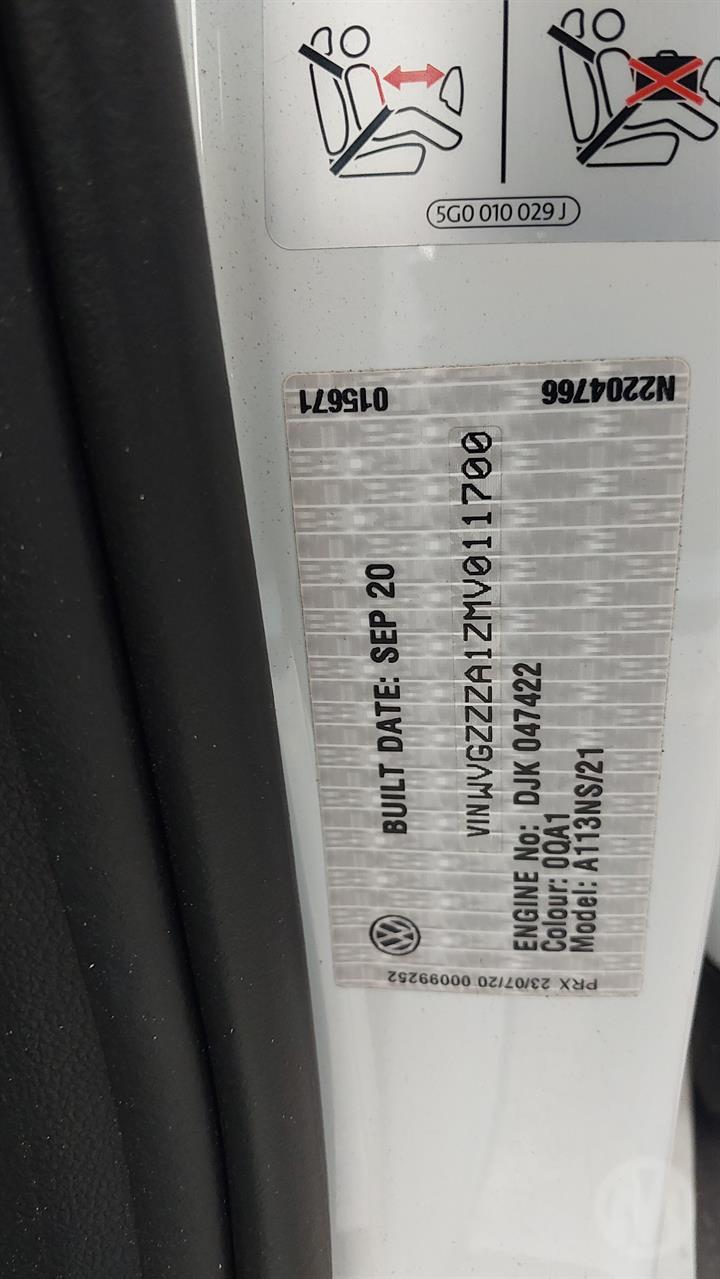 5G0 010 029 J
N2204766
015671
BUILT DATE: SEP 20
VIN WVGZZZA1ZMV011700
ENGINE No: DJK 047422
Colour: 0QA1
Model: A113NS/21
PRX 23/07/20 00099252